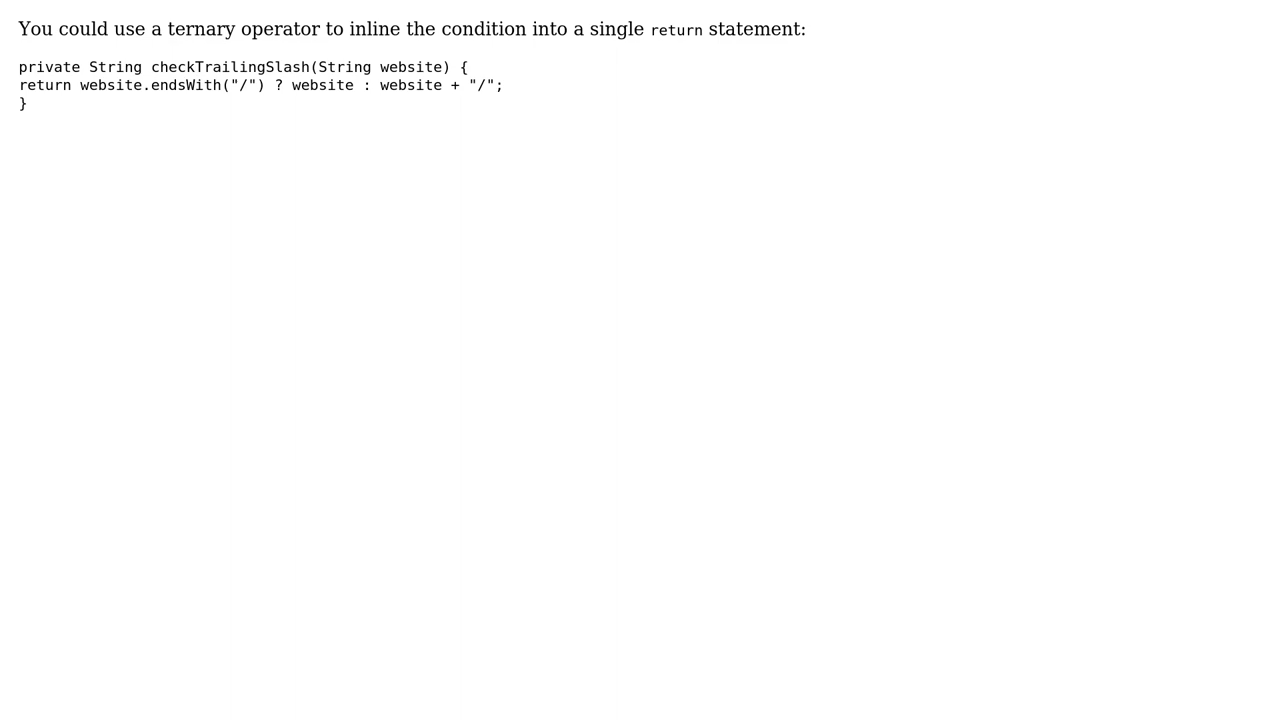 You could use a ternary operator to inline the condition into a single return statement:
private String checkTrailingSlash(String website) {
return website.endsWith("/") ? website : website + "/";
}